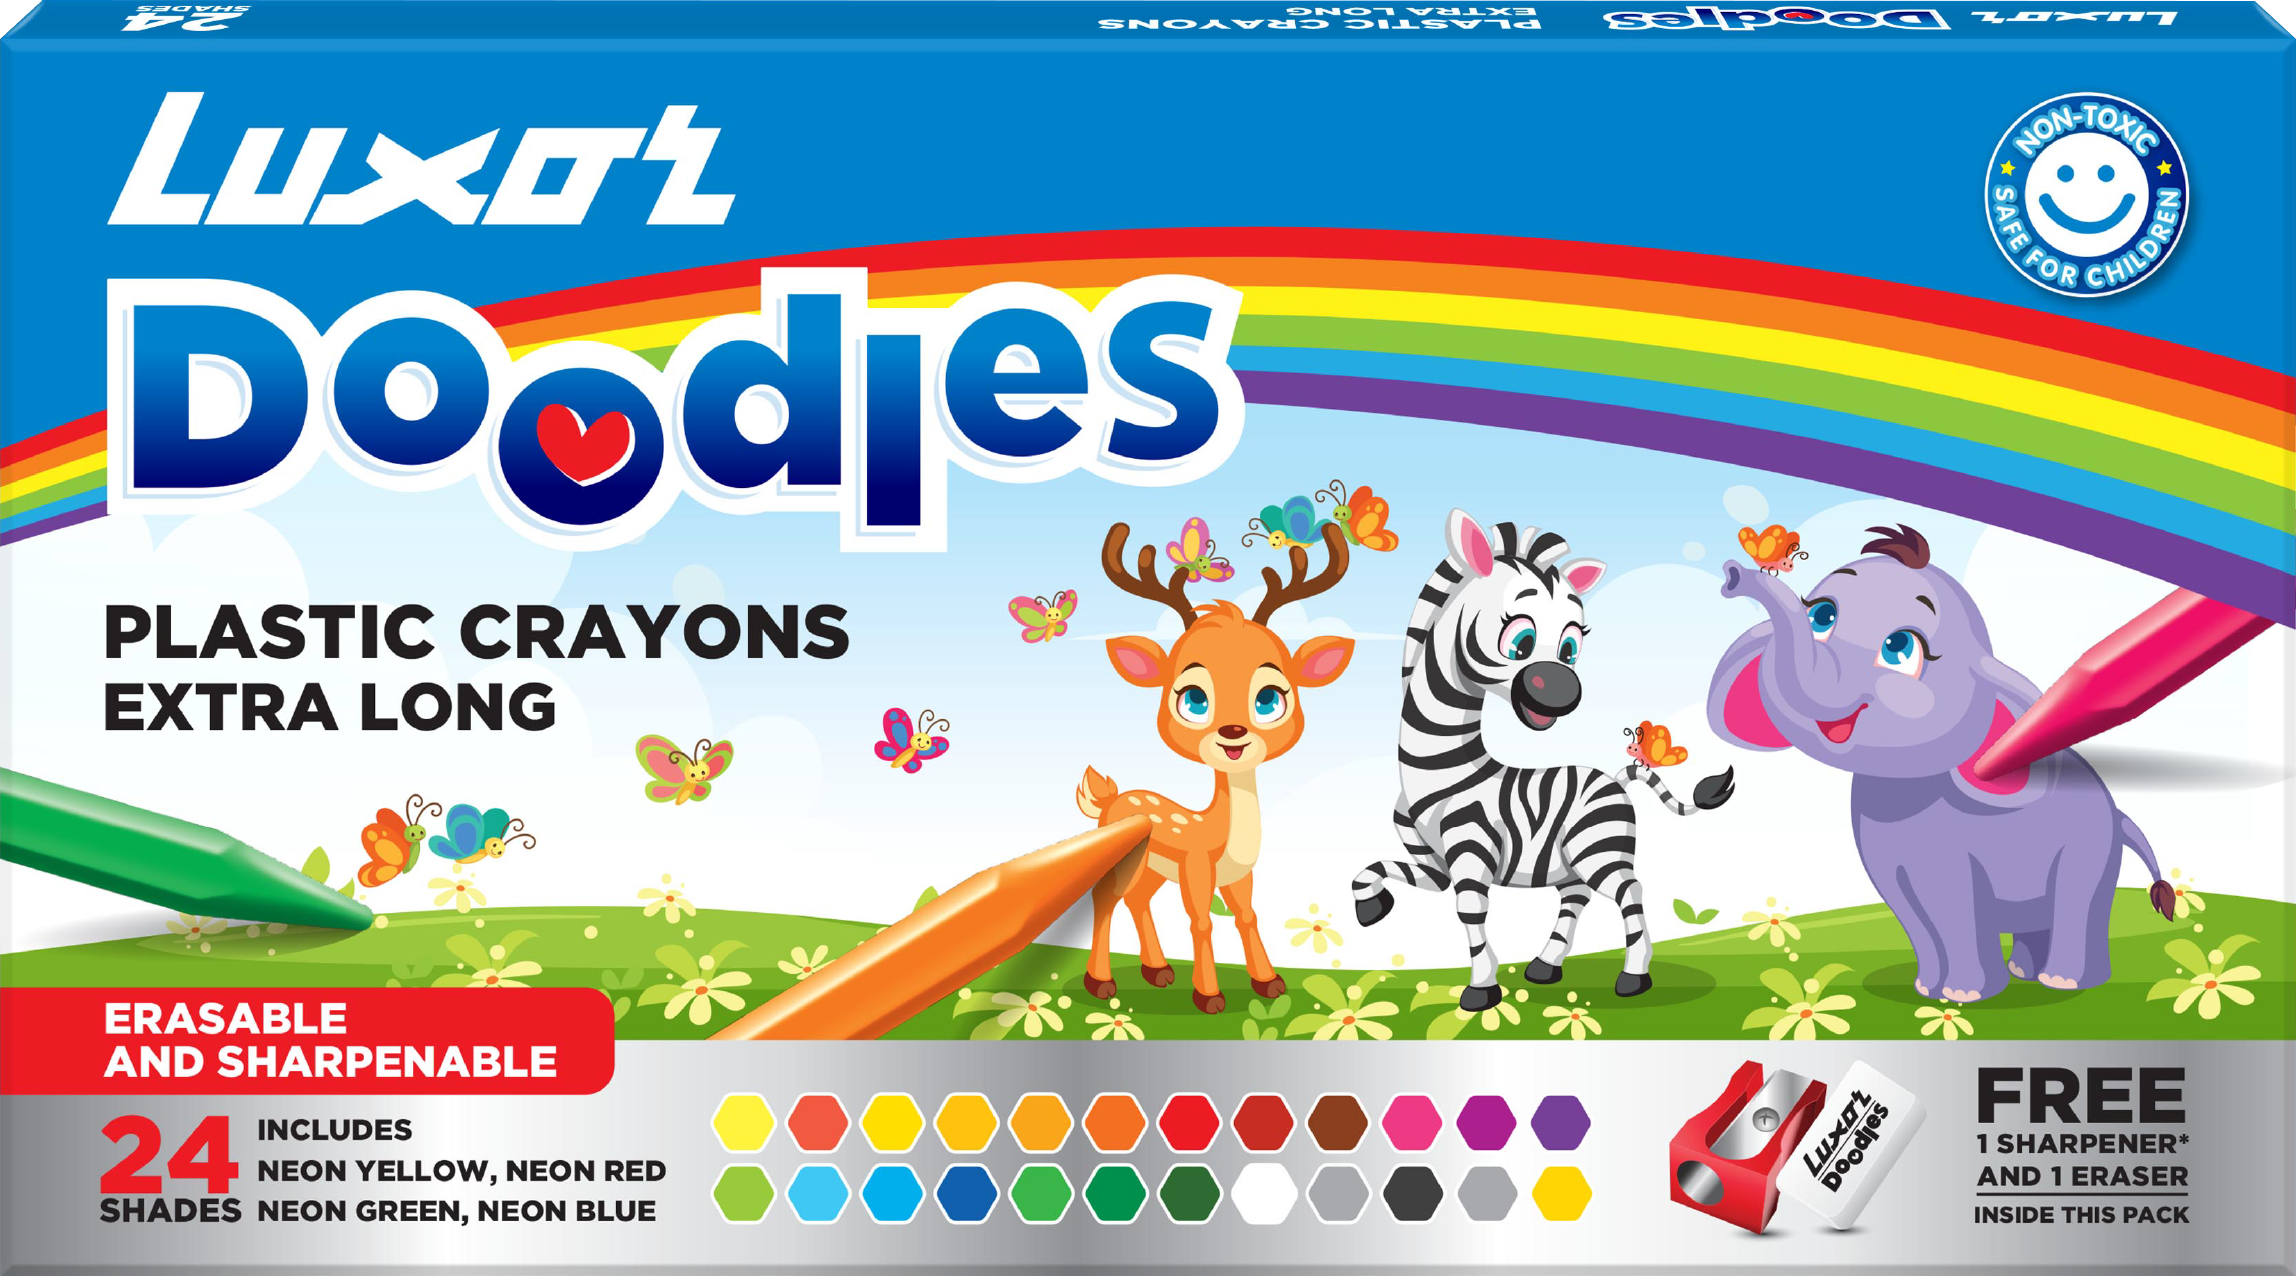 24
SHADES
PLASTIC CRAYONS
EXTRA LONG
Doodles
Luxor
Luxor
NON-TOXIC
SAFE FOR CHILDREN
Doodles
PLASTIC CRAYONS
EXTRA LONG
ERASABLE
AND SHARPENABLE
24
SHADES
INCLUDES
NEON YELLOW, NEON RED
NEON GREEN, NEON BLUE
Luxor
Doodles
FREE
1 SHARPENER*
AND 1 ERASER
INSIDE THIS PACK